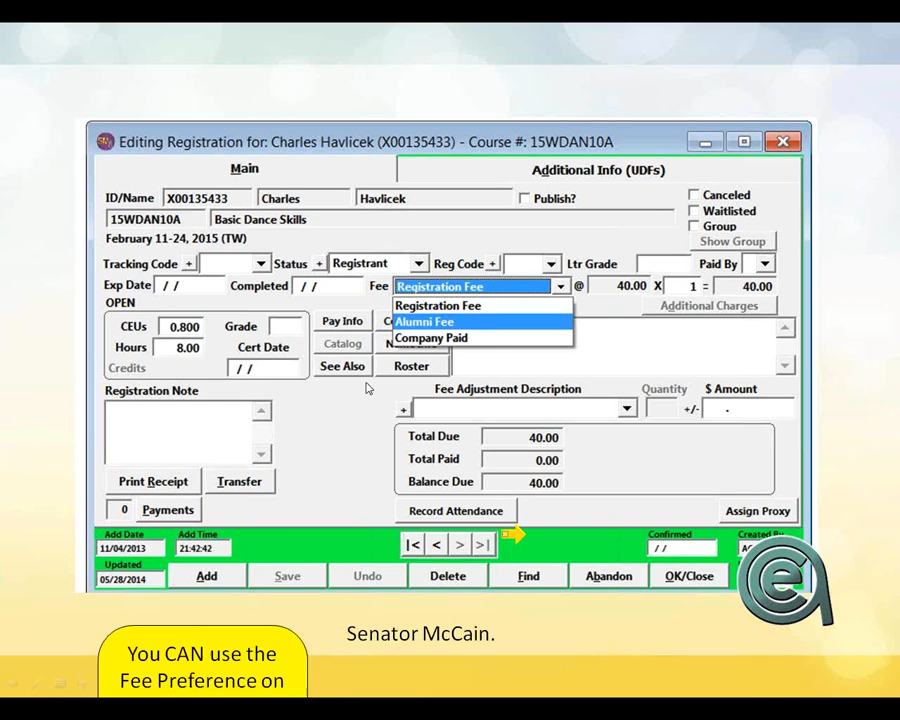 Editing Registration for: Charles Havlicek (X00135433) - Course #: 15WDAN10A
Main Additional Info (UDFs)
ID/Name X00135433 Charles Havlicek Publish? Canceled
15WDAN10A Basic Dance Skills Waitlisted
Group
February 11-24, 2015 (TW) Show Group
Tracking Code + Status + Registrant Reg Code + Ltr Grade Paid By
Exp Date / / Completed / / Fee Registration Fee @ 40.00 X 1 = 40.00
OPEN Registration Fee Additional Charges
CEUs 0.800 Grade Pay Info Alumni Fee
Hours 8.00 Cert Date Catalog Company Paid
Credits / / See Also Roster
Registration Note Fee Adjustment Description Quantity $ Amount
+ +/- .
Total Due 40.00
Total Paid 0.00
Print Receipt Transfer Balance Due 40.00
0 Payments Record Attendance Assign Proxy
Add Date Add Time Confirmed Created By
11/04/2013 21:42:42 |< < > >| / /
Updated
05/28/2014 Add Save Undo Delete Find Abandon OK/Close
Senator McCain.
You CAN use the
Fee Preference on